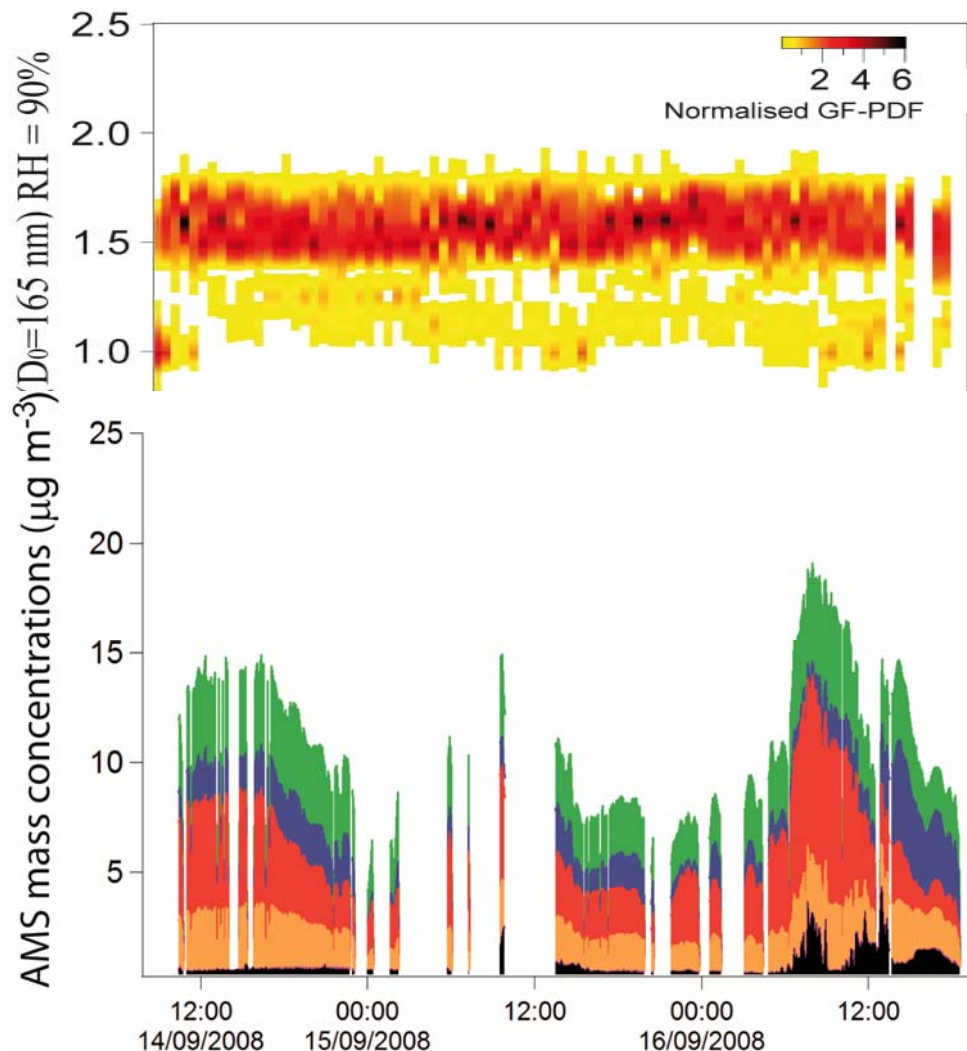 2.5
2.0
1.5
1.0
(D₀=165 nm) RH = 90%
2 4 6
Normalised GF-PDF
AMS mass concentrations (μg m⁻³)
25
20
15
10
5
12:00 00:00 12:00 00:00 12:00
14/09/2008 15/09/2008 16/09/2008